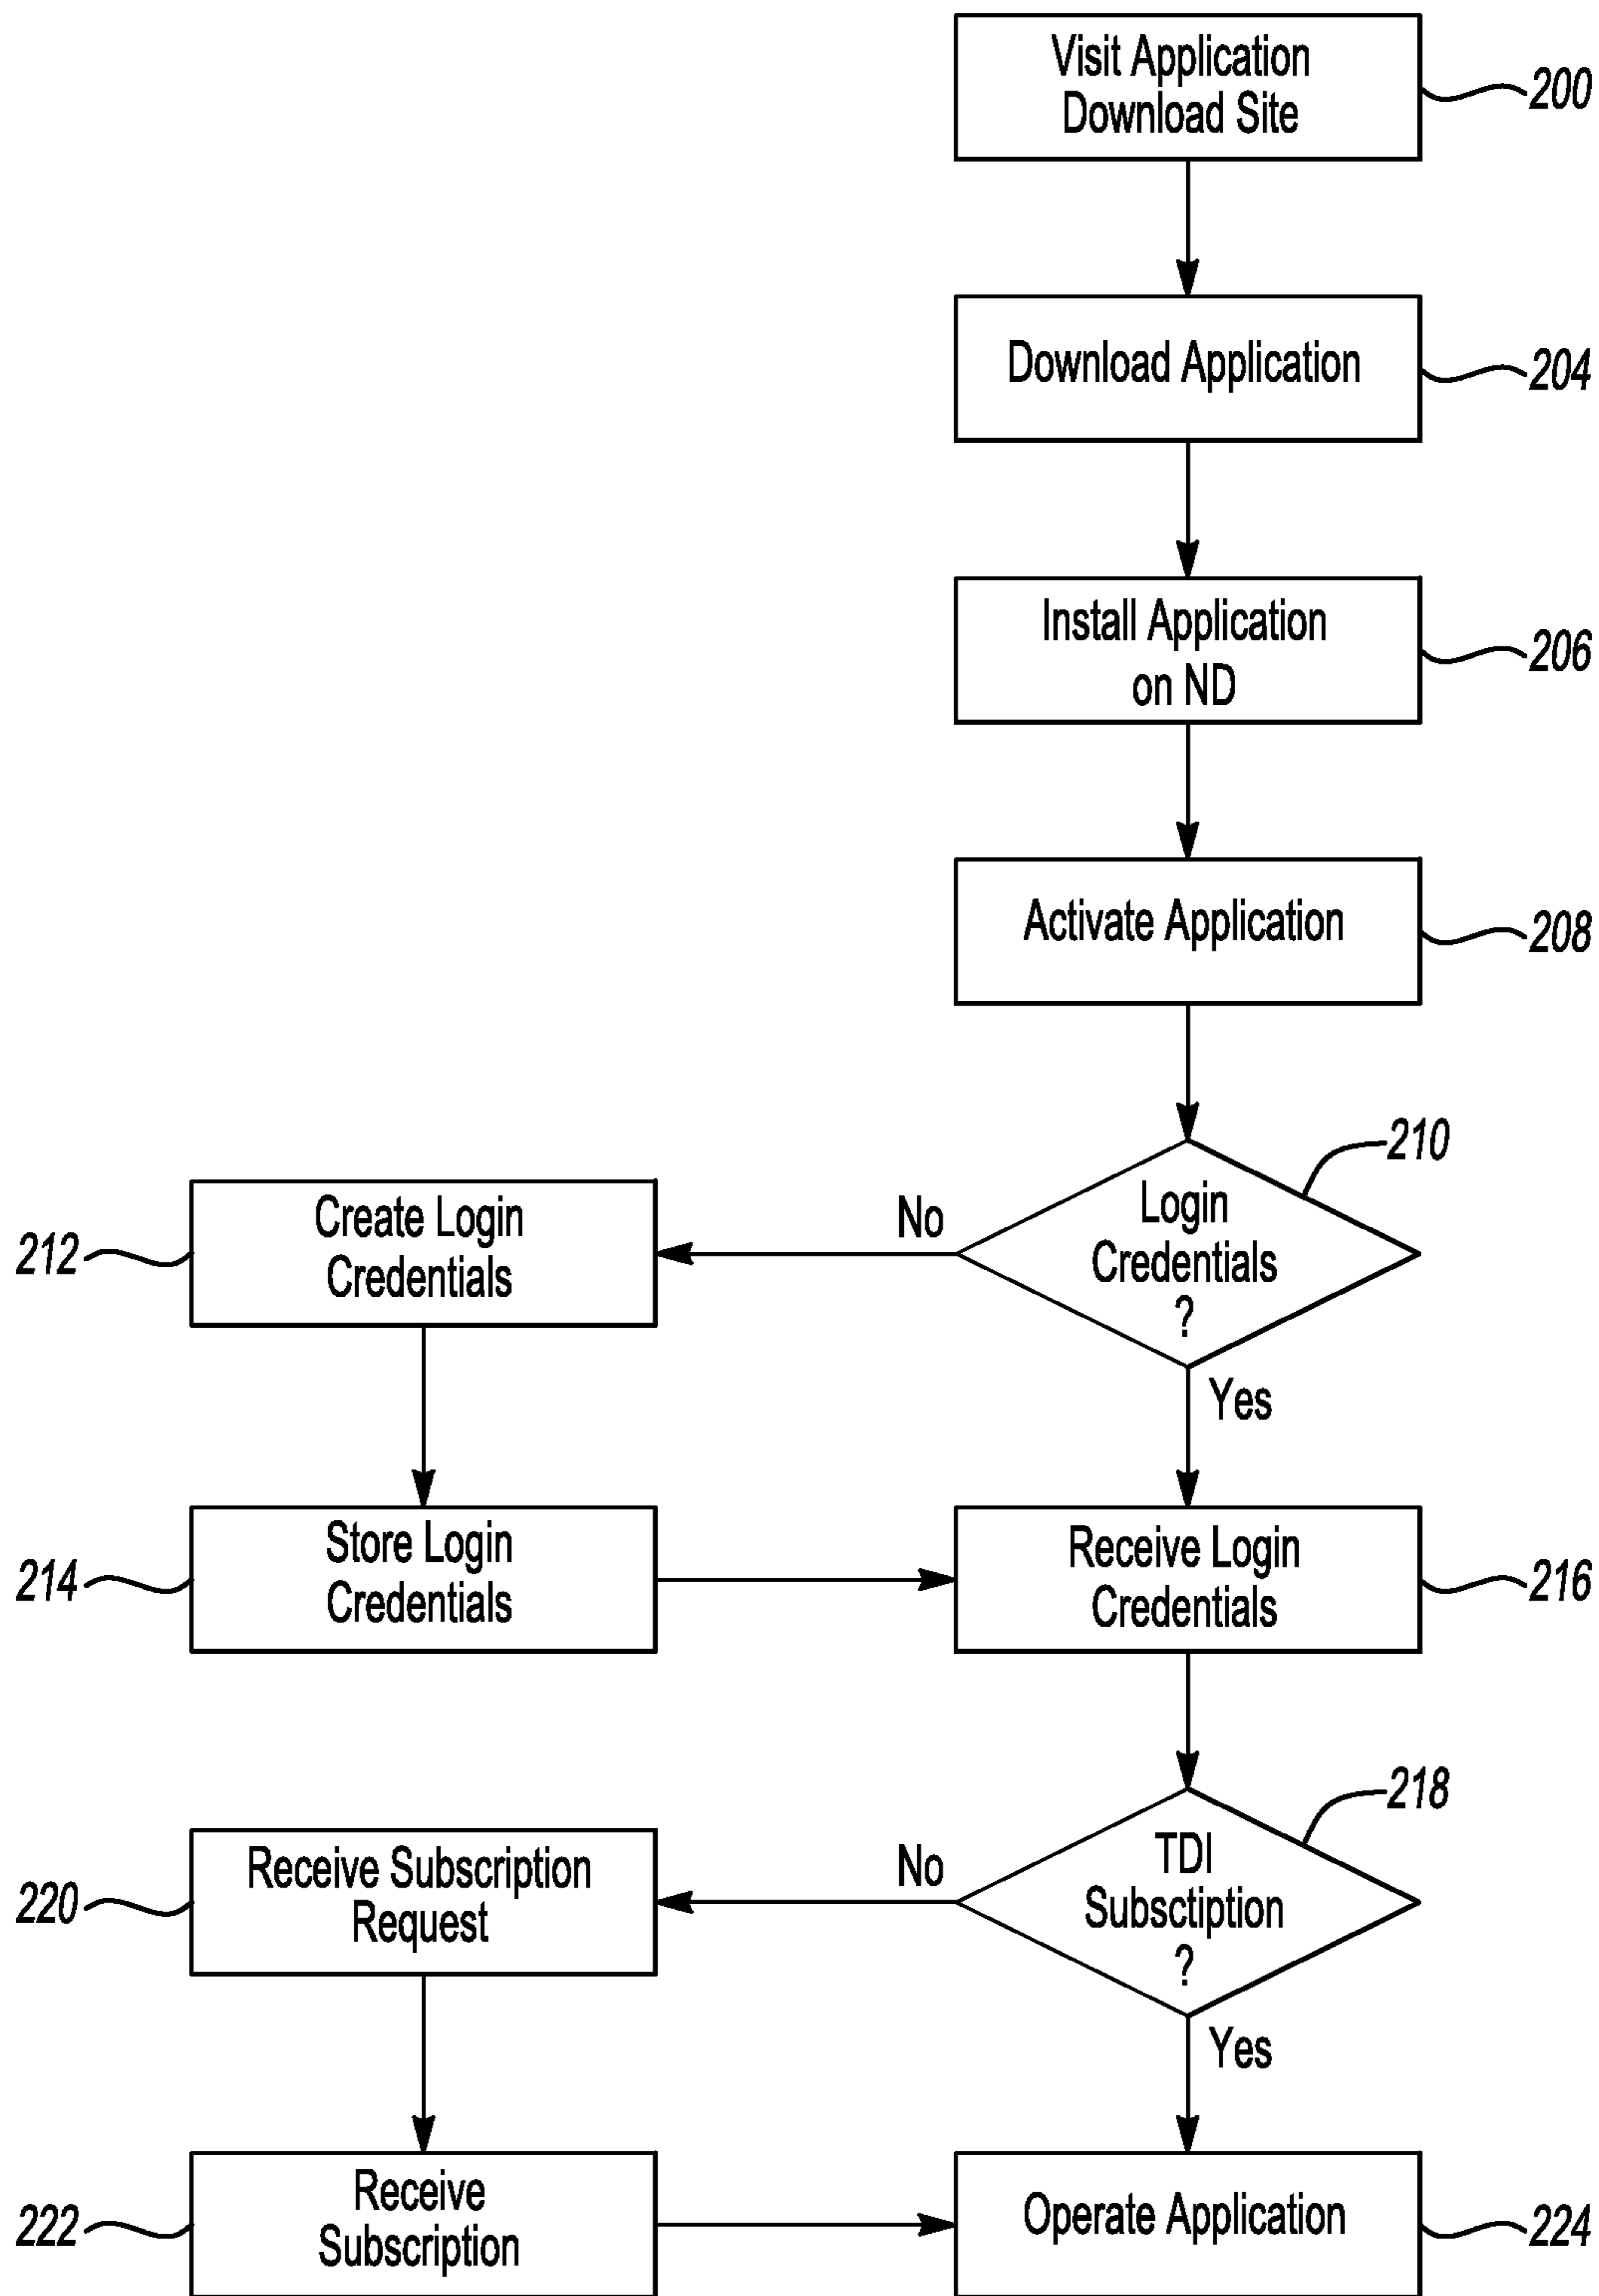 Visit Application
Download Site
200
Download Application
204
Install Application
on ND
206
Activate Application
208
210
Login
Credentials
?
No
Yes
Create Login
Credentials
212
Store Login
Credentials
214
Receive Login
Credentials
216
218
TDI
Subsctiption
?
No
Yes
Receive Subscription
Request
220
Receive
Subscription
222
Operate Application
224